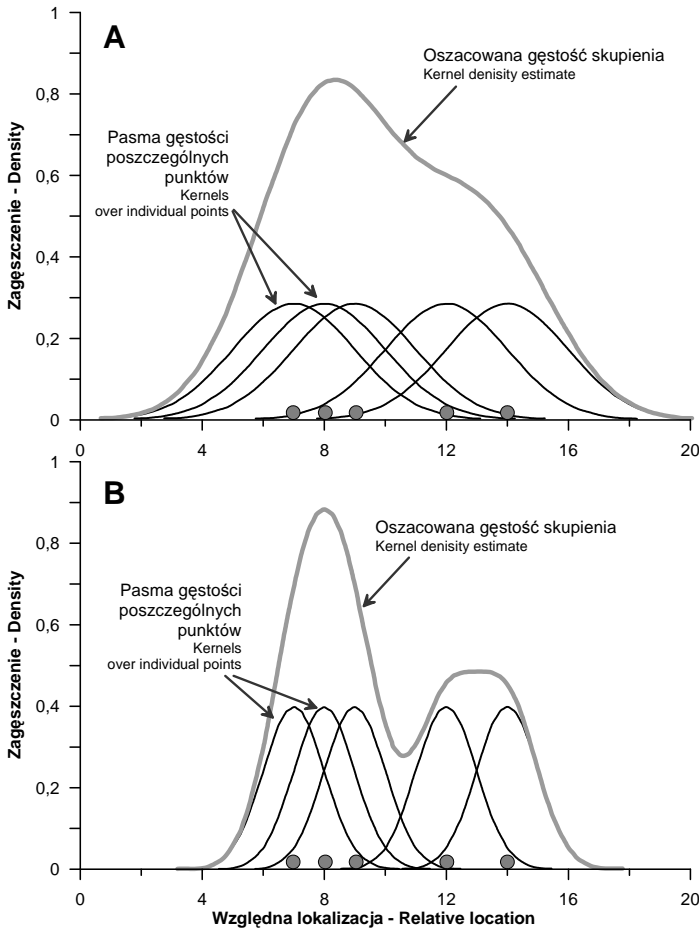 A
1
0,8
0,6
0,4
0,2
0
Zagęszczenie - Density
Oszacowana gęstość skupienia
Kernel denisity estimate
Pasma gęstości
poszczególnych
punktów
Kernels
over individual points
0 4 8 12 16 20
B
1
0,8
0,6
0,4
0,2
0
Zagęszczenie - Density
Oszacowana gęstość skupienia
Kernel denisity estimate
Pasma gęstości
poszczególnych
punktów
Kernels
over individual points
0 4 8 12 16 20
Względna lokalizacja - Relative location